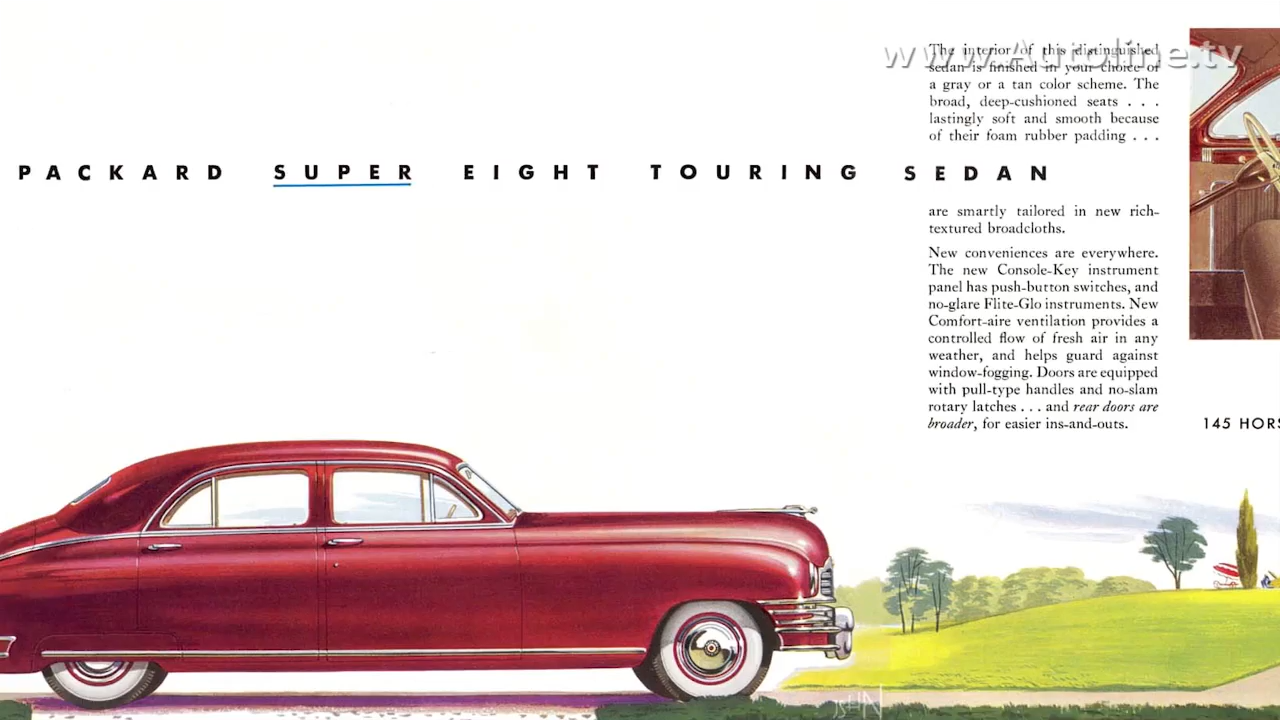 www.Autoline.tv
The interior of this distinguished
sedan is finished in your choice of
a gray or a tan color scheme. The
broad, deep-cushioned seats . . .
lastingly soft and smooth because
of their foam rubber padding . . .
PACKARD SUPER EIGHT TOURING SEDAN
are smartly tailored in new rich-
textured broadcloths.
New conveniences are everywhere.
The new Console-Key instrument
panel has push-button switches, and
no-glare Flite-Glo instruments. New
Comfort-aire ventilation provides a
controlled flow of fresh air in any
weather, and helps guard against
window-fogging. Doors are equipped
with pull-type handles and no-slam
rotary latches . . . and rear doors are
broader, for easier ins-and-outs.
145 HORS